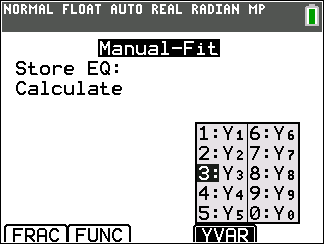 NORMAL FLOAT AUTO REAL RADIAN MP
Manual-Fit
Store EQ:
Calculate
1:Y₁ 6:Y₆
2:Y₂ 7:Y₇
3:Y₃ 8:Y₈
4:Y₄ 9:Y₉
5:Y₅ 0:Y₀
FRAC FUNC YVAR